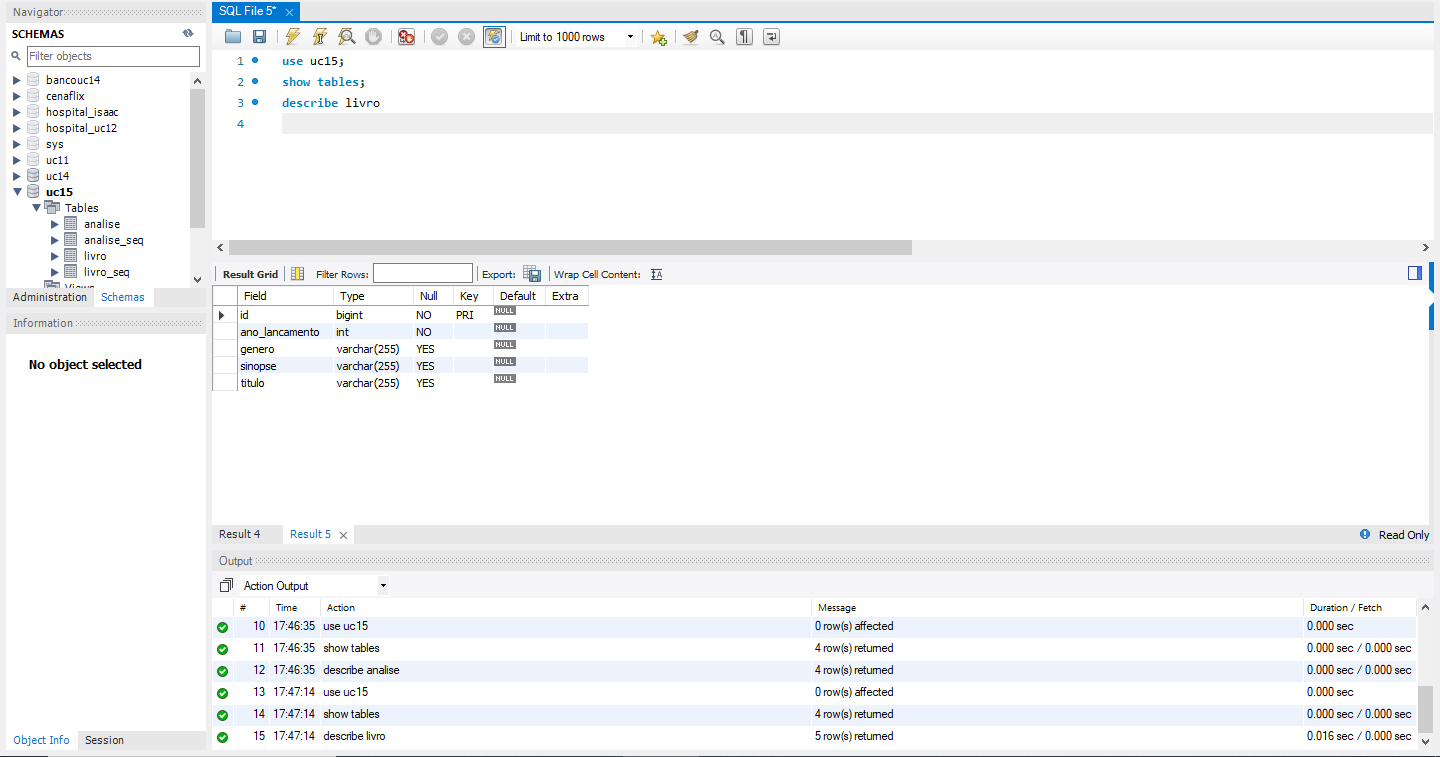 Navigator
SCHEMAS
Filter objects
bancouc14
cenaflix
hospital_isaac
hospital_uc12
sys
uc11
uc14
uc15
Tables
analise
analise_seq
livro
livro_seq
Views
Administration Schemas
Information
No object selected
Object Info Session
SQL File 5*
Limit to 1000 rows
1 use uc15;
2 show tables;
3 describe livro
4
Result Grid Filter Rows: Export: Wrap Cell Content:
Field Type Null Key Default Extra
id bigint NO PRI NULL
ano_lancamento int NO NULL
genero varchar(255) YES NULL
sinopse varchar(255) YES NULL
titulo varchar(255) YES NULL
Result 4 Result 5 Read Only
Output
Action Output
# Time Action Message Duration / Fetch
10 17:46:35 use uc15 0 row(s) affected 0.000 sec
11 17:46:35 show tables 4 row(s) returned 0.000 sec / 0.000 sec
12 17:46:35 describe analise 4 row(s) returned 0.000 sec / 0.000 sec
13 17:47:14 use uc15 0 row(s) affected 0.000 sec
14 17:47:14 show tables 4 row(s) returned 0.000 sec / 0.000 sec
15 17:47:14 describe livro 5 row(s) returned 0.016 sec / 0.000 sec